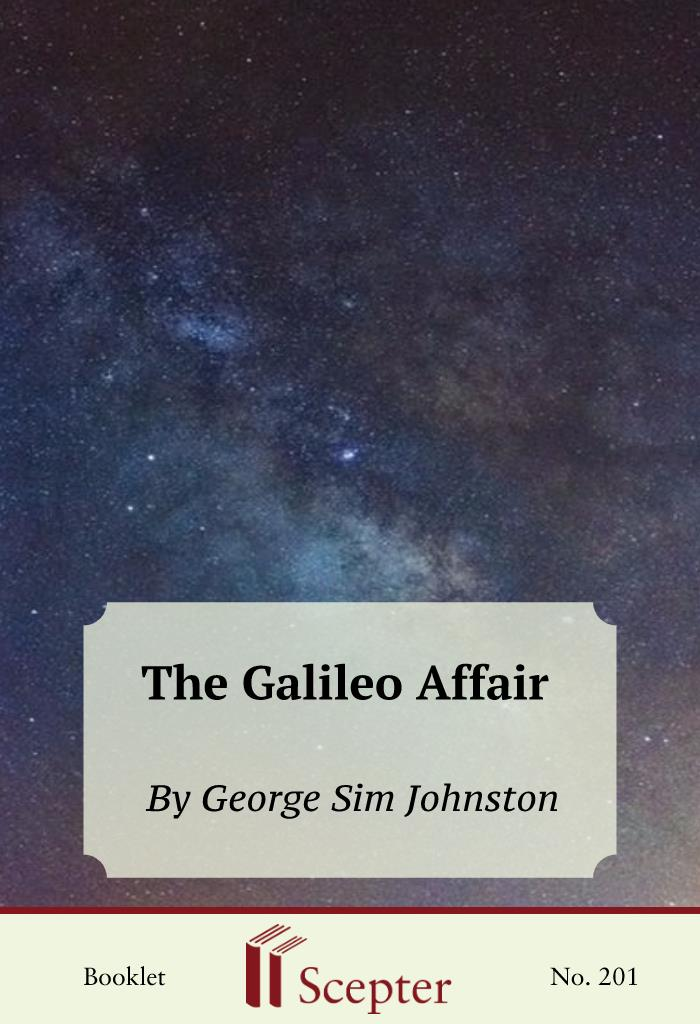 The Galileo Affair
By George Sim Johnston
Booklet
Scepter
No. 201